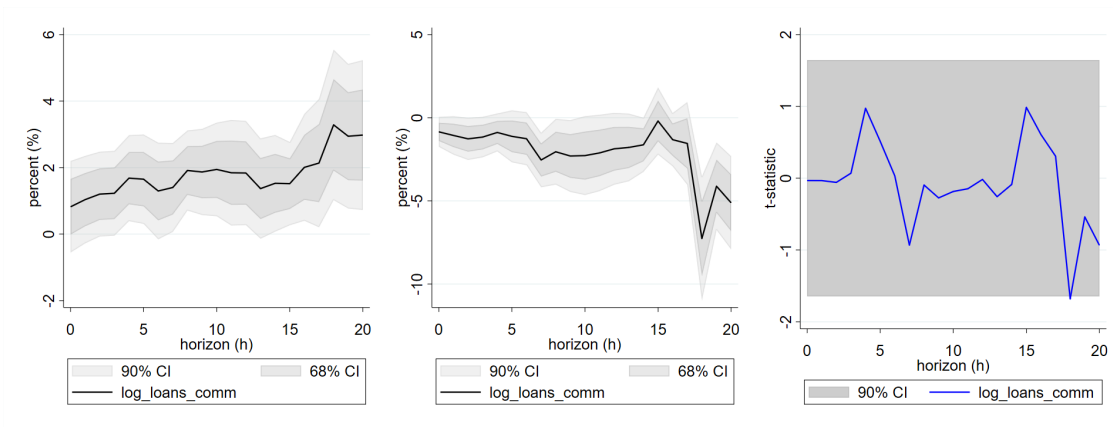 6
4
2
0
-2
percent (%)
0
5
10
15
20
horizon (h)
90% CI
68% CI
log_loans_comm
5
0
-5
-10
percent (%)
0
5
10
15
20
horizon (h)
90% CI
68% CI
log_loans_comm
2
1
0
-1
-2
t-statistic
0
5
10
15
20
horizon (h)
90% CI
log_loans_comm